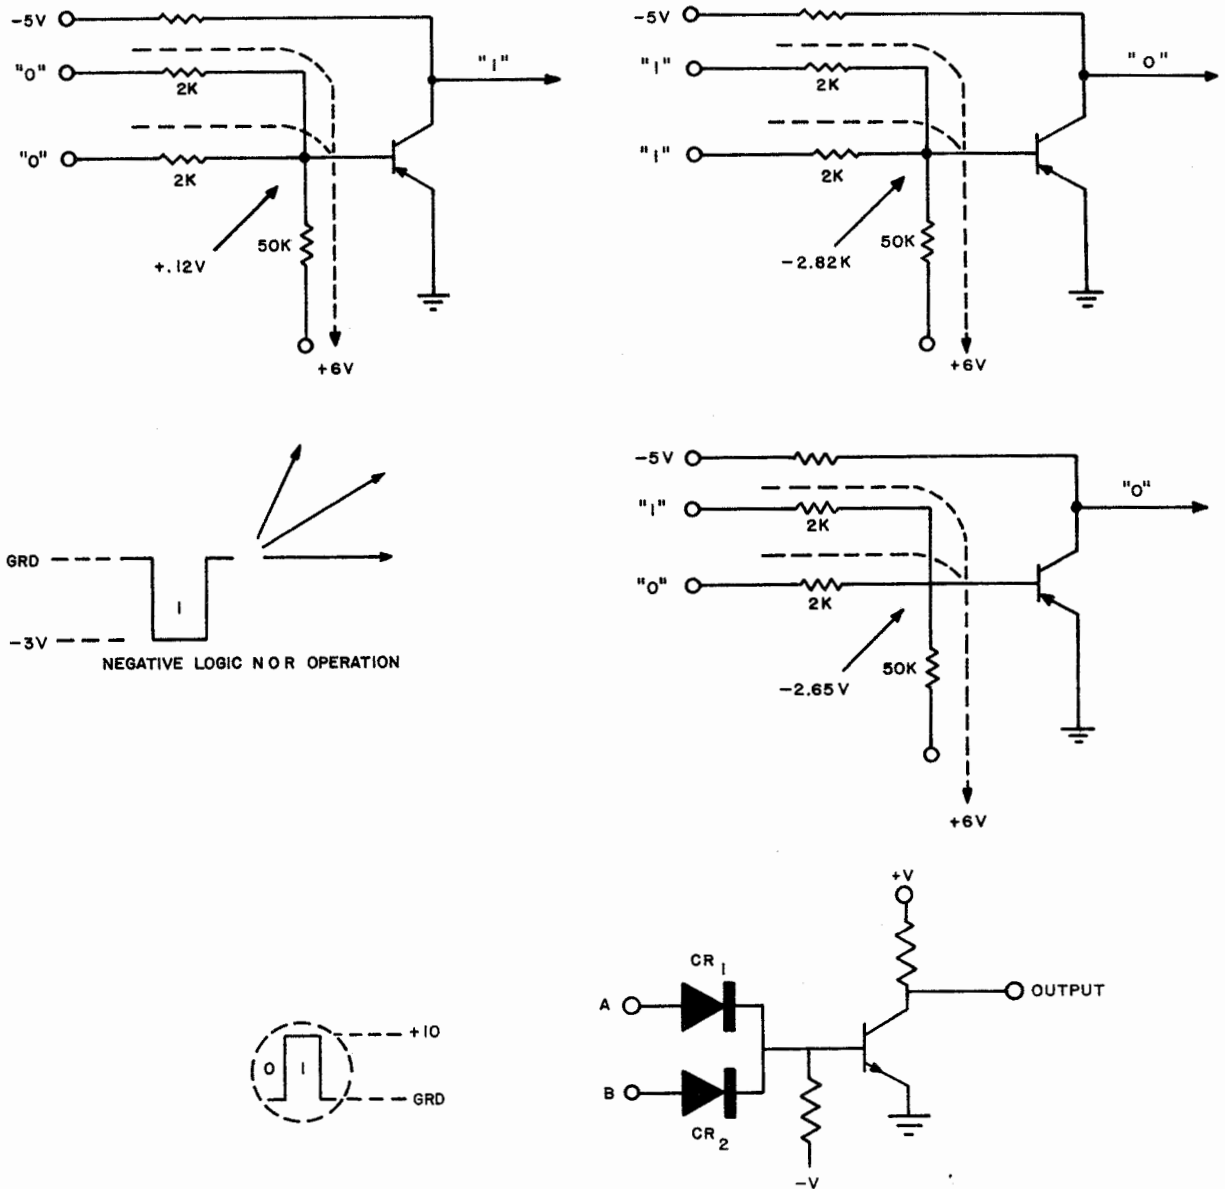 -5V
"0"
2K
"0"
2K
"1"
50K
+.12V
+6V
-5V
"1"
2K
"1"
2K
"0"
50K
-2.82K
+6V
GRD
1
-3V
NEGATIVE LOGIC NOR OPERATION
-5V
"1"
2K
"0"
2K
"0"
50K
-2.65V
+6V
0
1
+10
GRD
+V
CR1
A
OUTPUT
B
CR2
-V